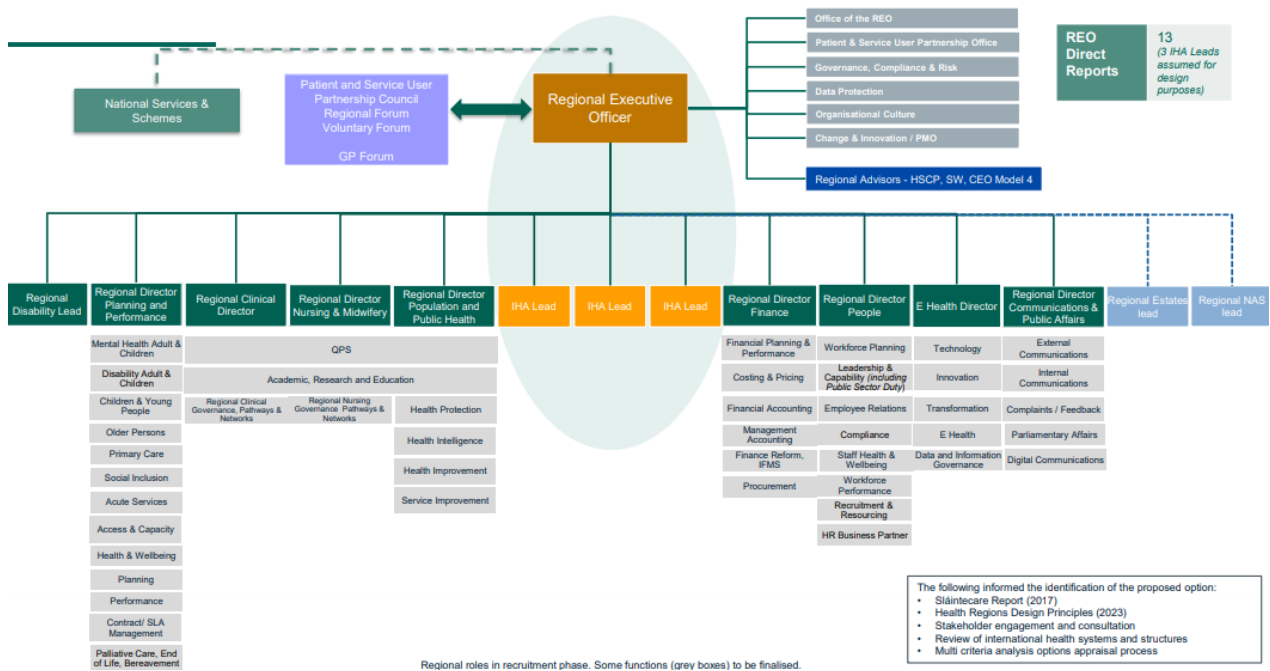 Office of the REO
Patient & Service User Partnership Office
Governance, Compliance & Risk
Data Protection
Organisational Culture
Change & Innovation / PMO
Regional Advisors - HSCP, SW, CEO Model 4
REO
Direct
Reports
13
(3 IHA Leads
assumed for
design
purposes)
National Services &
Schemes
Patient and Service User
Partnership Council
Regional Forum
Voluntary Forum
GP Forum
Regional Executive
Officer
Regional
Disability Lead
Regional Director
Planning and
Performance
Regional Clinical
Director
Regional Director
Nursing & Midwifery
Regional Director
Population and
Public Health
IHA Lead
IHA Lead
IHA Lead
Regional Director
Finance
Regional Director
People
E Health Director
Regional Director
Communications &
Public Affairs
Regional Estates
lead
Regional NAS
lead
Mental Health Adult &
Children
Disability Adult &
Children
Children & Young
People
Older Persons
Primary Care
Social Inclusion
Acute Services
Access & Capacity
Health & Wellbeing
Planning
Performance
Contract/ SLA
Management
Palliative Care, End
of Life, Bereavement
QPS
Academic, Research and Education
Regional Clinical
Governance, Pathways &
Networks
Regional Nursing
Governance Pathways &
Networks
Health Protection
Health Intelligence
Health Improvement
Service Improvement
Financial Planning &
Performance
Costing & Pricing
Financial Accounting
Management
Accounting
Finance Reform,
IFMS
Procurement
Workforce Planning
Leadership &
Capability (including
Public Sector Duty)
Employee Relations
Compliance
Staff Health &
Wellbeing
Workforce
Performance
Recruitment &
Resourcing
HR Business Partner
Technology
Innovation
Transformation
E Health
Data and Information
Governance
External
Communications
Internal
Communications
Complaints / Feedback
Parliamentary Affairs
Digital Communications
The following informed the identification of the proposed option:
• Sláintecare Report (2017)
• Health Regions Design Principles (2023)
• Stakeholder engagement and consultation
• Review of international health systems and structures
• Multi criteria analysis options appraisal process
Regional roles in recruitment phase. Some functions (grey boxes) to be finalised.